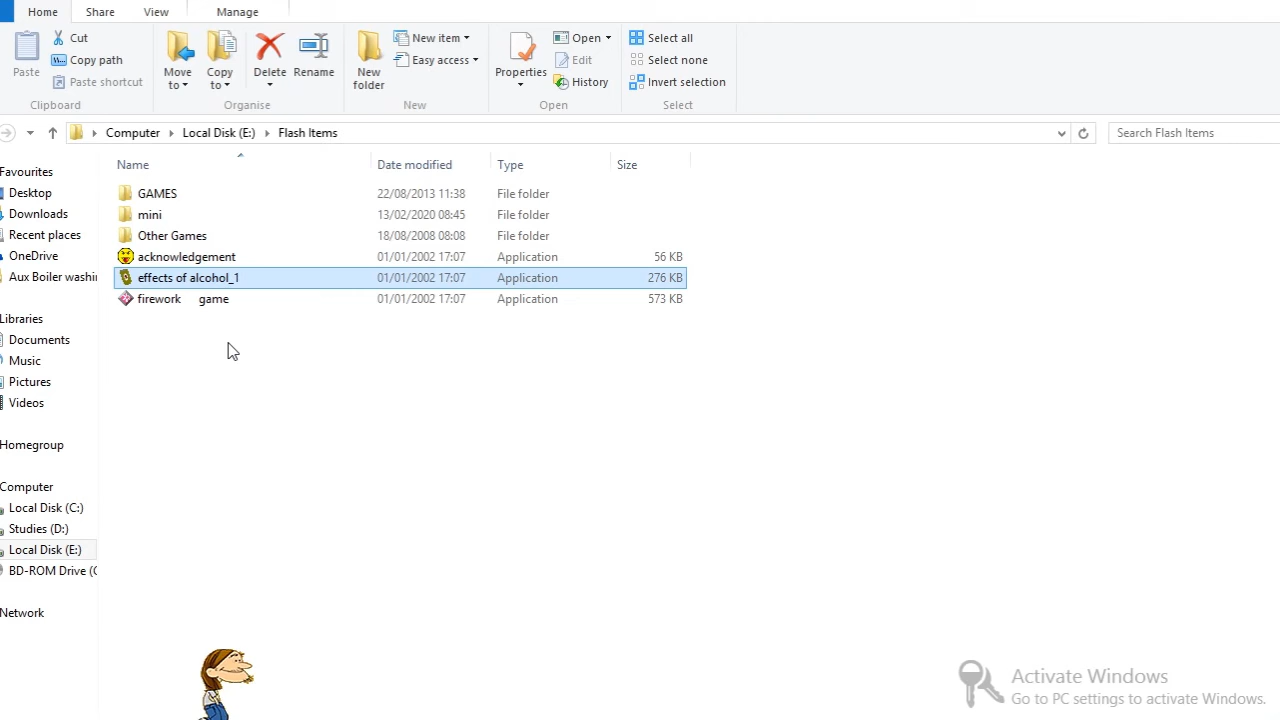 Home Share View Manage
Cut
Copy path
Paste shortcut
Paste
Move to
Copy to
Delete
Rename
New folder
New item
Easy access
Properties
Open
Edit
History
Select all
Select none
Invert selection
Clipboard Organise New Open Select
Computer Local Disk (E:) Flash Items Search Flash Items
Name Date modified Type Size
GAMES 22/08/2013 11:38 File folder
mini 13/02/2020 08:45 File folder
Other Games 18/08/2008 08:08 File folder
acknowledgement 01/01/2002 17:07 Application 56 KB
effects of alcohol_1 01/01/2002 17:07 Application 276 KB
firework game 01/01/2002 17:07 Application 573 KB
Favourites
Desktop
Downloads
Recent places
OneDrive
Aux Boiler washi
Libraries
Documents
Music
Pictures
Videos
Homegroup
Computer
Local Disk (C:)
Studies (D:)
Local Disk (E:)
BD-ROM Drive (
Network
Activate Windows
Go to PC settings to activate Windows.